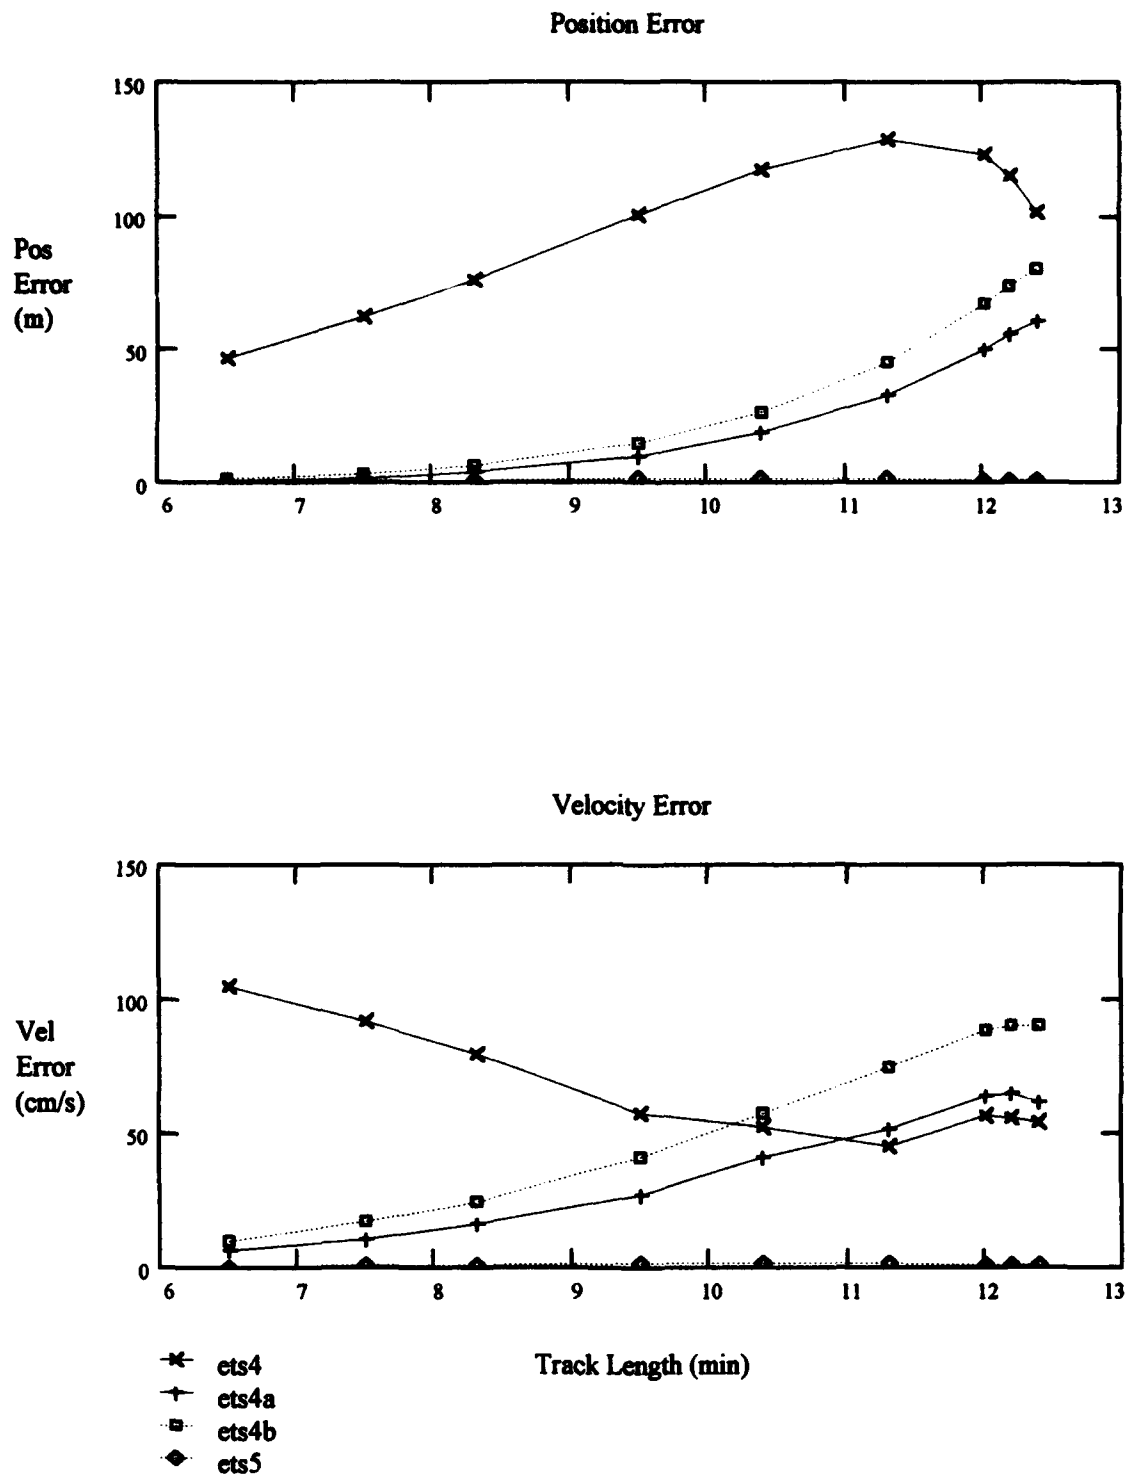 Position Error
150
100
50
0
Pos
Error
(m)
6 7 8 9 10 11 12 13
Velocity Error
150
100
50
0
Vel
Error
(cm/s)
6 7 8 9 10 11 12 13
Track Length (min)
ets4
ets4a
ets4b
ets5